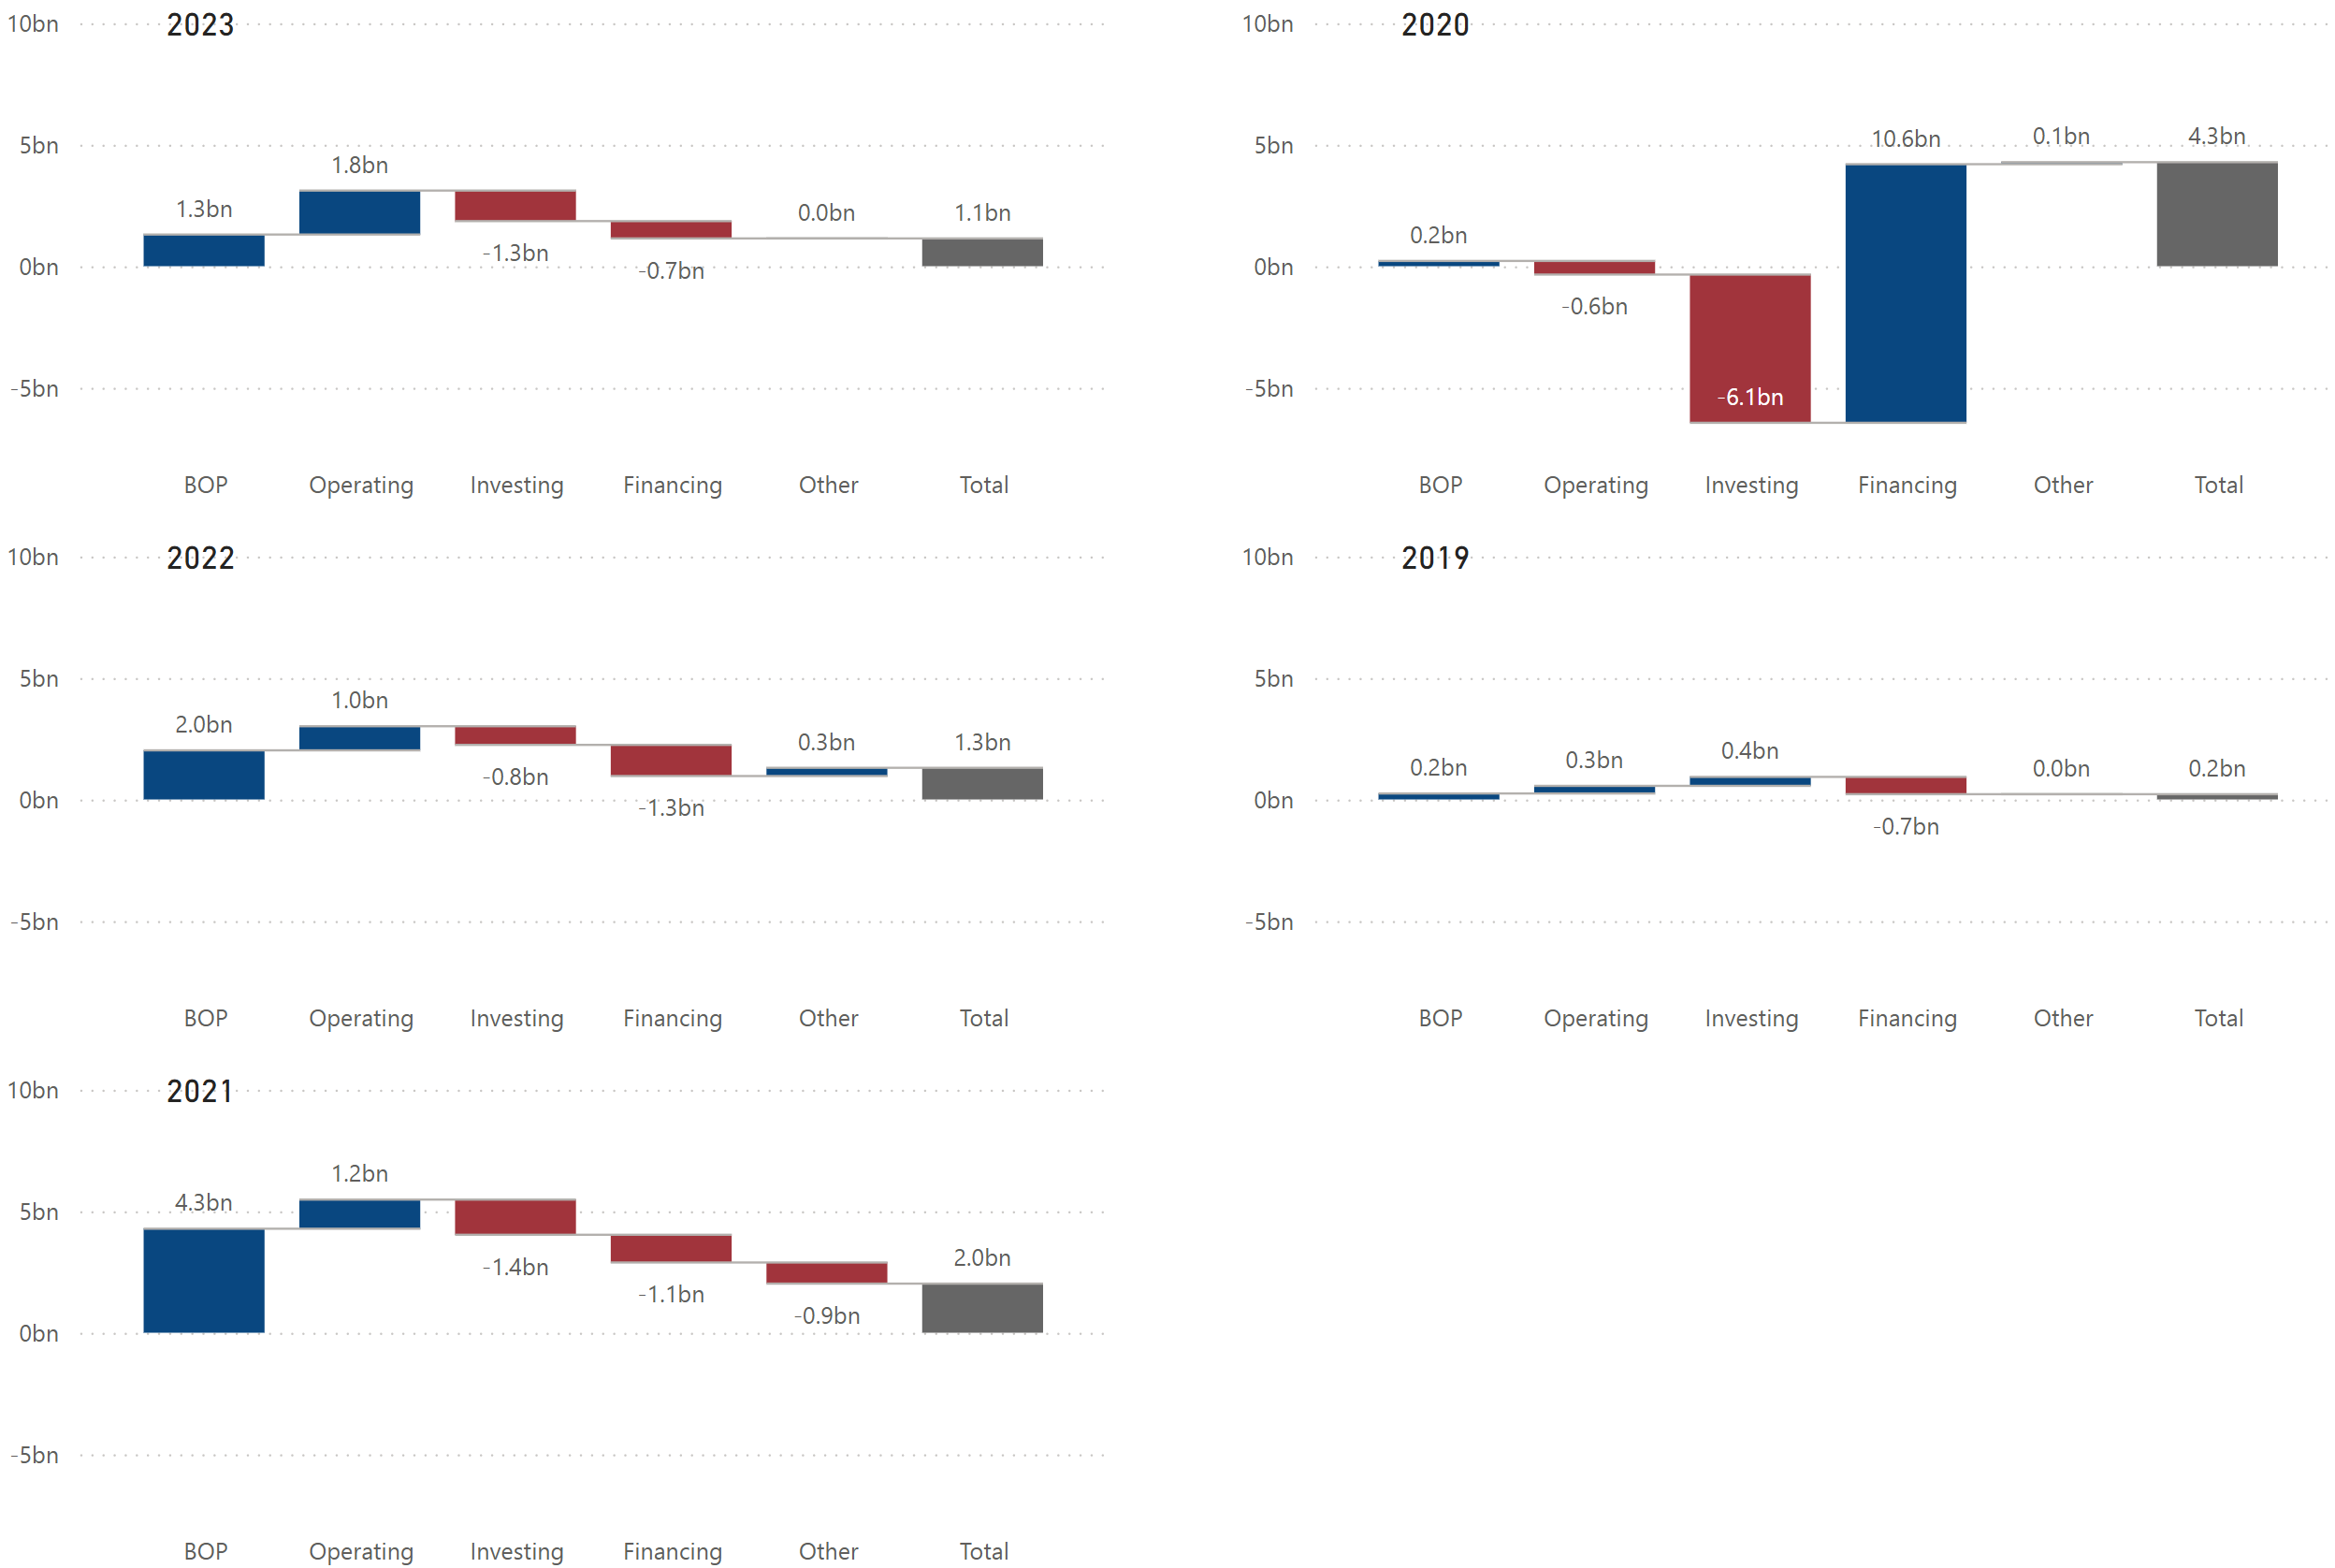 2023
10bn
5bn
0bn
-5bn
1.3bn
1.8bn
-1.3bn
-0.7bn
0.0bn
1.1bn
BOP Operating Investing Financing Other Total
2022
10bn
5bn
0bn
-5bn
2.0bn
1.0bn
-0.8bn
-1.3bn
0.3bn
1.3bn
BOP Operating Investing Financing Other Total
2021
10bn
5bn
0bn
-5bn
4.3bn
1.2bn
-1.4bn
-1.1bn
-0.9bn
2.0bn
BOP Operating Investing Financing Other Total
2020
10bn
5bn
0bn
-5bn
0.2bn
-0.6bn
-6.1bn
10.6bn
0.1bn
4.3bn
BOP Operating Investing Financing Other Total
2019
10bn
5bn
0bn
-5bn
0.2bn
0.3bn
0.4bn
-0.7bn
0.0bn
0.2bn
BOP Operating Investing Financing Other Total